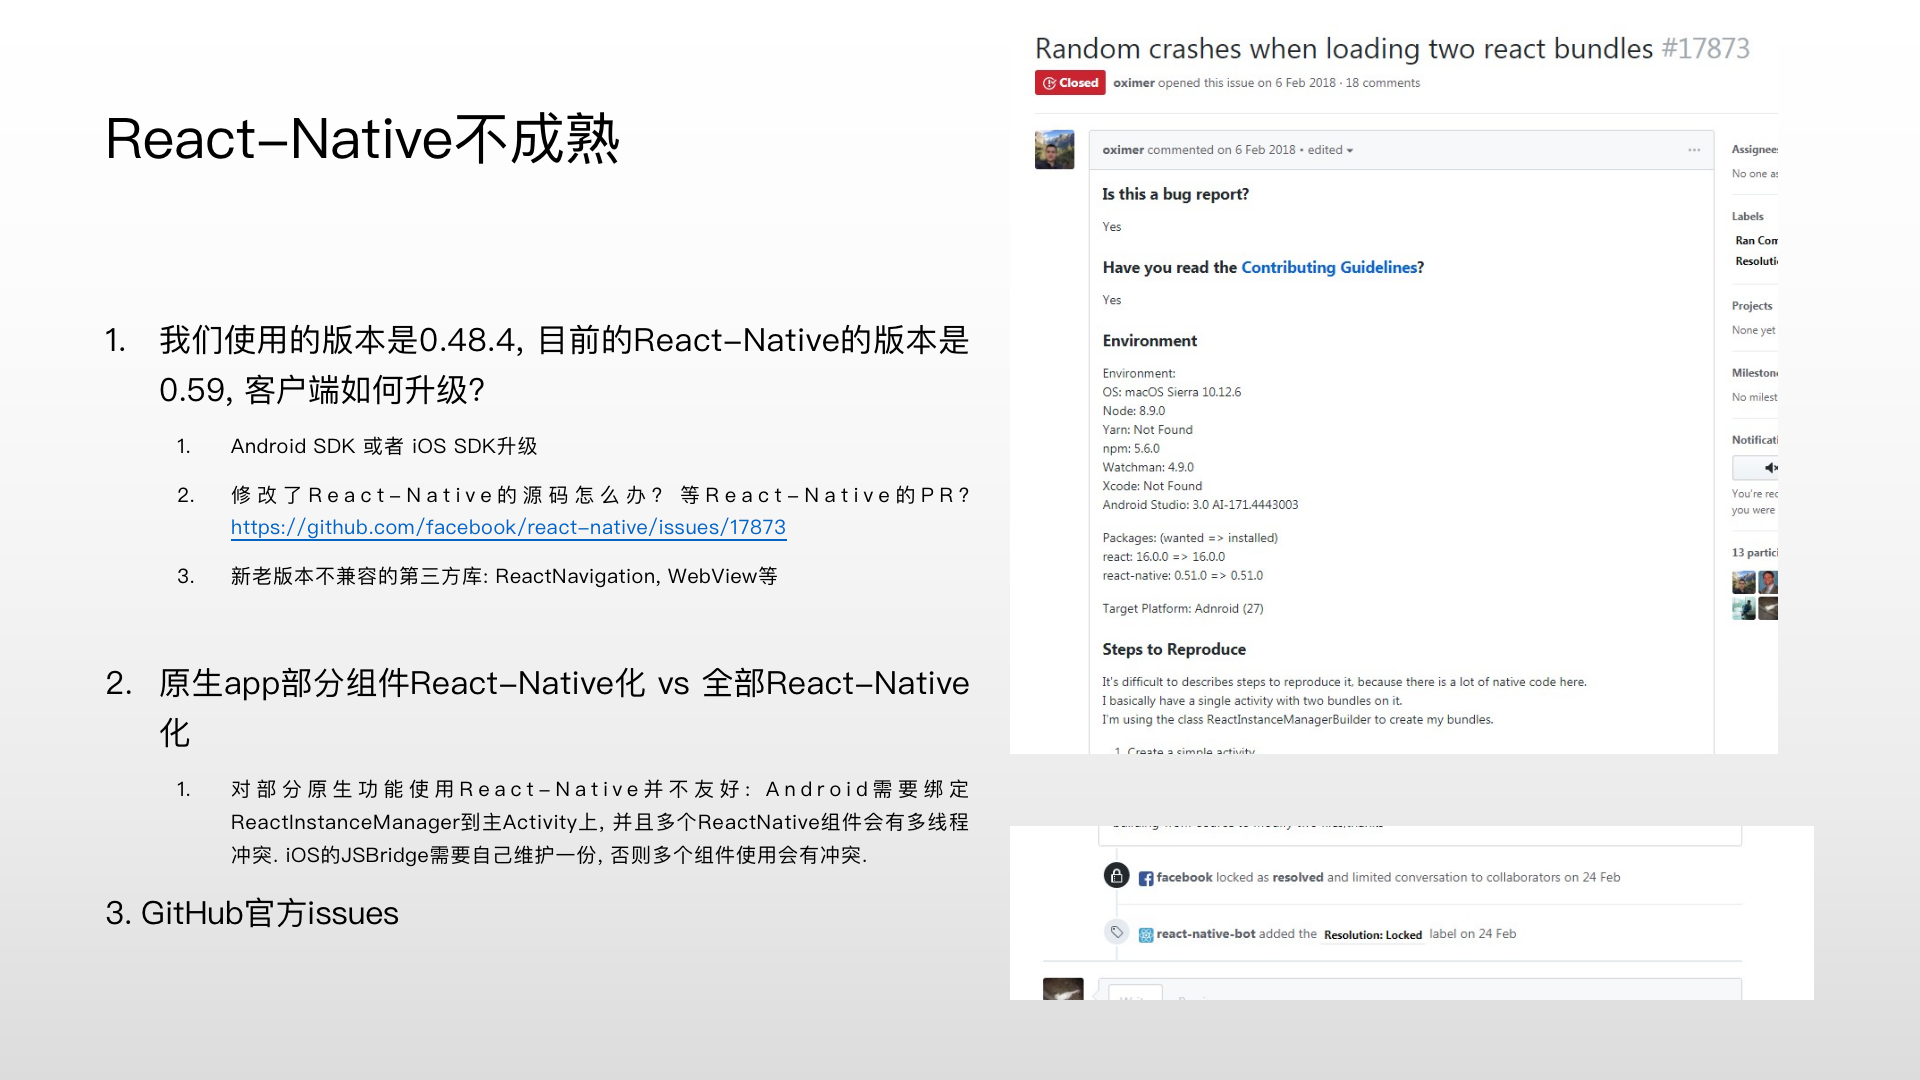 React-Native不成熟
1. 我们使用的版本是0.48.4, 目前的React-Native的版本是
0.59, 客户端如何升级?
1. Android SDK 或者 iOS SDK升级
2. 修改了React-Native的源码怎么办? 等React-Native的PR?
https://github.com/facebook/react-native/issues/17873
3. 新老版本不兼容的第三方库: ReactNavigation, WebView等
2. 原生app部分组件React-Native化 vs 全部React-Native
化
1. 对部分原生功能使用React-Native并不友好: Android需要绑定
ReactInstanceManager到主Activity上, 并且多个ReactNative组件会有多线程
冲突. iOS的JSBridge需要自己维护一份, 否则多个组件使用会有冲突.
3. GitHub官方issues
Random crashes when loading two react bundles #17873
Closed oximer opened this issue on 6 Feb 2018 · 18 comments
oximer commented on 6 Feb 2018 • edited
Is this a bug report?
Yes
Have you read the Contributing Guidelines?
Yes
Environment
Environment:
OS: macOS Sierra 10.12.6
Node: 8.9.0
Yarn: Not Found
npm: 5.6.0
Watchman: 4.9.0
Xcode: Not Found
Android Studio: 3.0 AI-171.4443003
Packages: (wanted => installed)
react: 16.0.0 => 16.0.0
react-native: 0.51.0 => 0.51.0
Target Platform: Adnroid (27)
Steps to Reproduce
It's difficult to describes steps to reproduce it, because there is a lot of native code here.
I basically have a single activity with two bundles on it.
I'm using the class ReactInstanceManagerBuilder to create my bundles.
1. Create a simple activity
Assignees
No one as
Labels
Ran Com
Resoluti
Projects
None yet
Milestone
No milest
Notificati
You're rec
you were
13 partici
facebook locked as resolved and limited conversation to collaborators on 24 Feb
react-native-bot added the Resolution: Locked label on 24 Feb